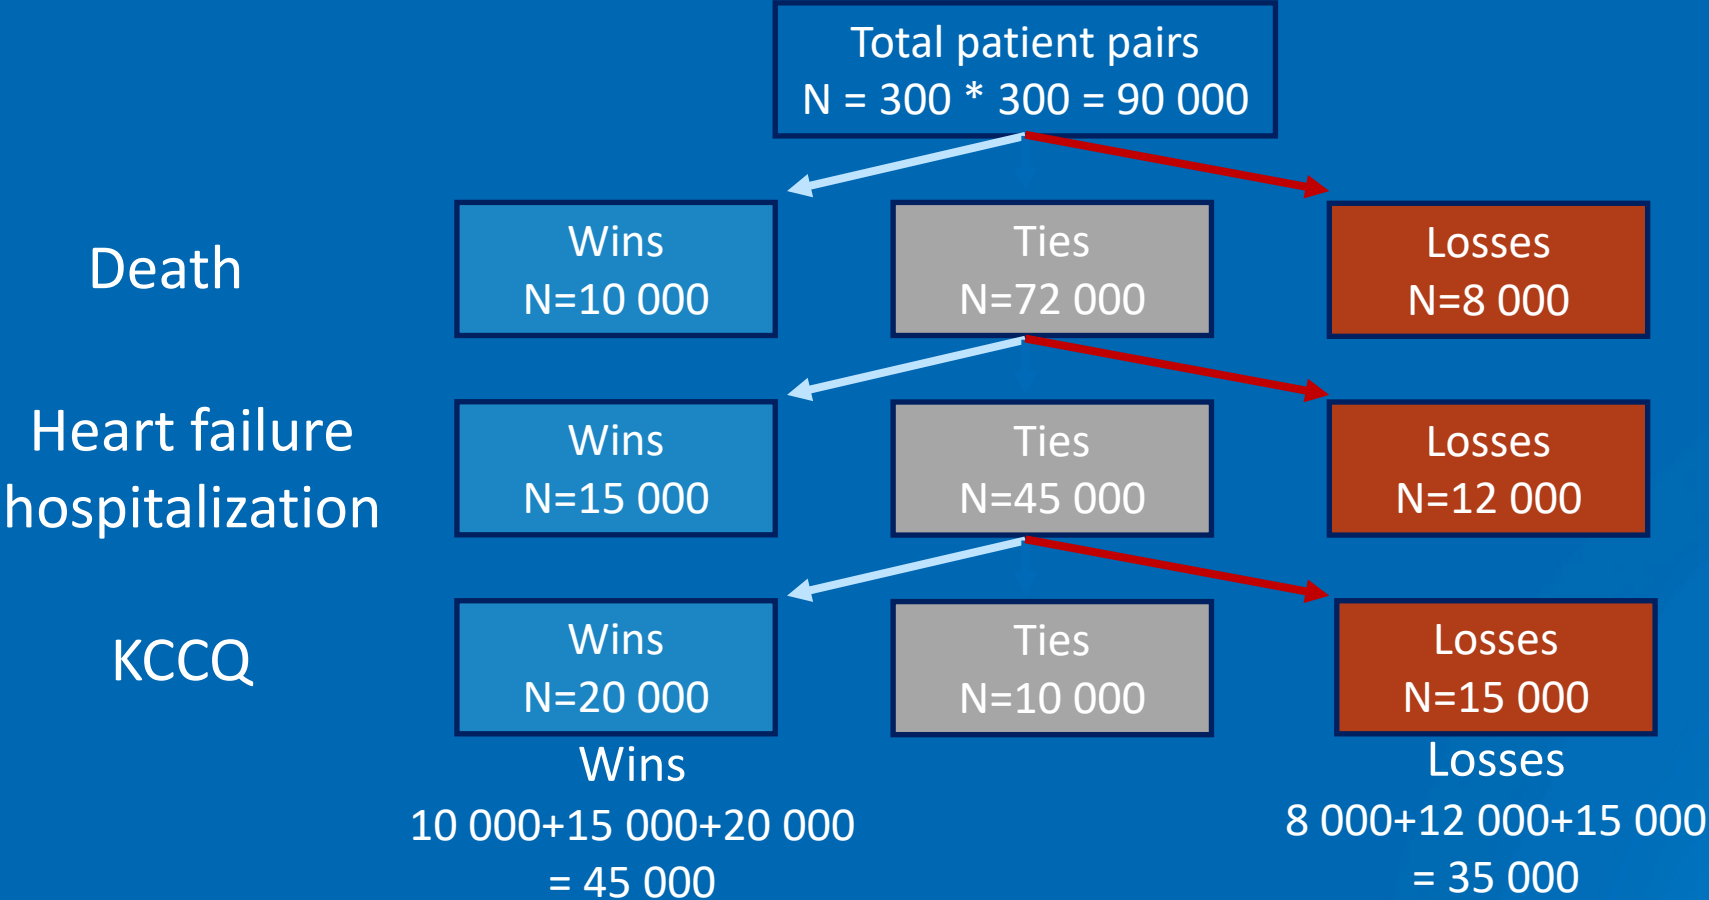 Total patient pairs
N = 300 * 300 = 90 000
Death
Wins
N=10 000
Ties
N=72 000
Losses
N=8 000
Heart failure
hospitalization
Wins
N=15 000
Ties
N=45 000
Losses
N=12 000
KCCQ
Wins
N=20 000
Ties
N=10 000
Losses
N=15 000
Wins
10 000+15 000+20 000
= 45 000
Losses
8 000+12 000+15 000
= 35 000